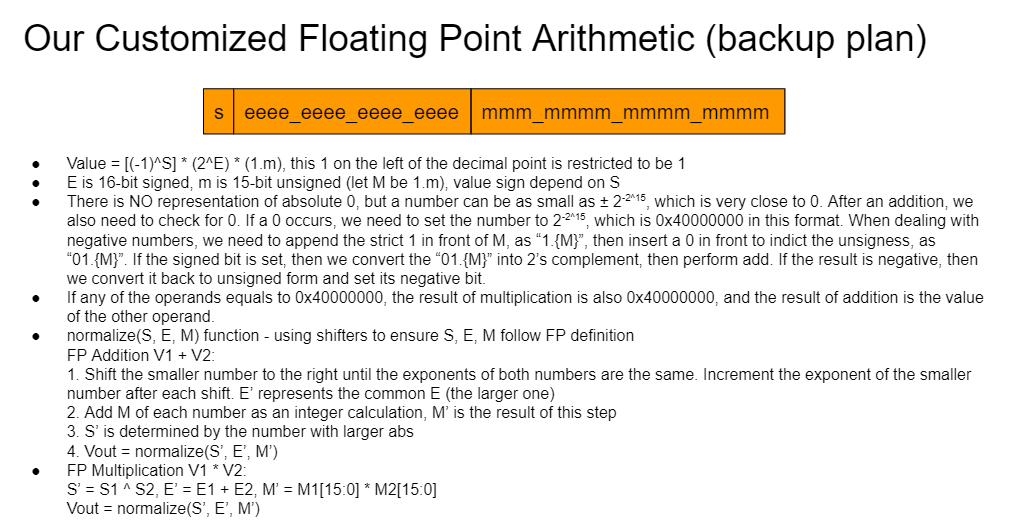 Our Customized Floating Point Arithmetic (backup plan)
s eeee_eeee_eeee_eeee mmm_mmmm_mmmm_mmmm
● Value = [(-1)^S] * (2^E) * (1.m), this 1 on the left of the decimal point is restricted to be 1
● E is 16-bit signed, m is 15-bit unsigned (let M be 1.m), value sign depend on S
● There is NO representation of absolute 0, but a number can be as small as ± 2-2^15, which is very close to 0. After an addition, we
also need to check for 0. If a 0 occurs, we need to set the number to 2-2^15, which is 0x40000000 in this format. When dealing with
negative numbers, we need to append the strict 1 in front of M, as “1.{M}”, then insert a 0 in front to indict the unsigness, as
“01.{M}”. If the signed bit is set, then we convert the “01.{M}” into 2’s complement, then perform add. If the result is negative, then
we convert it back to unsigned form and set its negative bit.
● If any of the operands equals to 0x40000000, the result of multiplication is also 0x40000000, and the result of addition is the value
of the other operand.
● normalize(S, E, M) function - using shifters to ensure S, E, M follow FP definition
FP Addition V1 + V2:
1. Shift the smaller number to the right until the exponents of both numbers are the same. Increment the exponent of the smaller
number after each shift. E’ represents the common E (the larger one)
2. Add M of each number as an integer calculation, M’ is the result of this step
3. S’ is determined by the number with larger abs
4. Vout = normalize(S’, E’, M’)
● FP Multiplication V1 * V2:
S’ = S1 ^ S2, E’ = E1 + E2, M’ = M1[15:0] * M2[15:0]
Vout = normalize(S’, E’, M’)